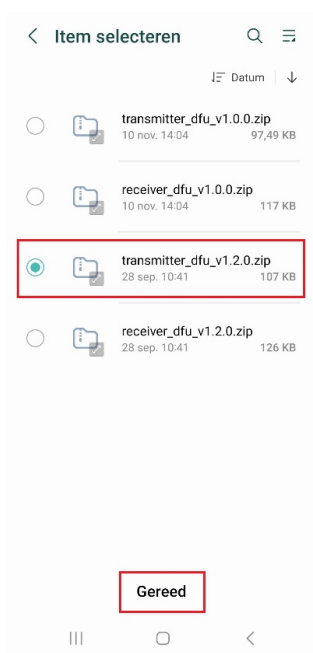 Item selecteren
Datum
transmitter_dfu_v1.0.0.zip
10 nov. 14:04 97,49 KB
receiver_dfu_v1.0.0.zip
10 nov. 14:04 117 KB
transmitter_dfu_v1.2.0.zip
28 sep. 10:41 107 KB
receiver_dfu_v1.2.0.zip
28 sep. 10:41 126 KB
Gereed